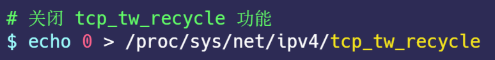 # 关闭 tcp_tw_recycle 功能
$ echo 0 > /proc/sys/net/ipv4/tcp_tw_recycle